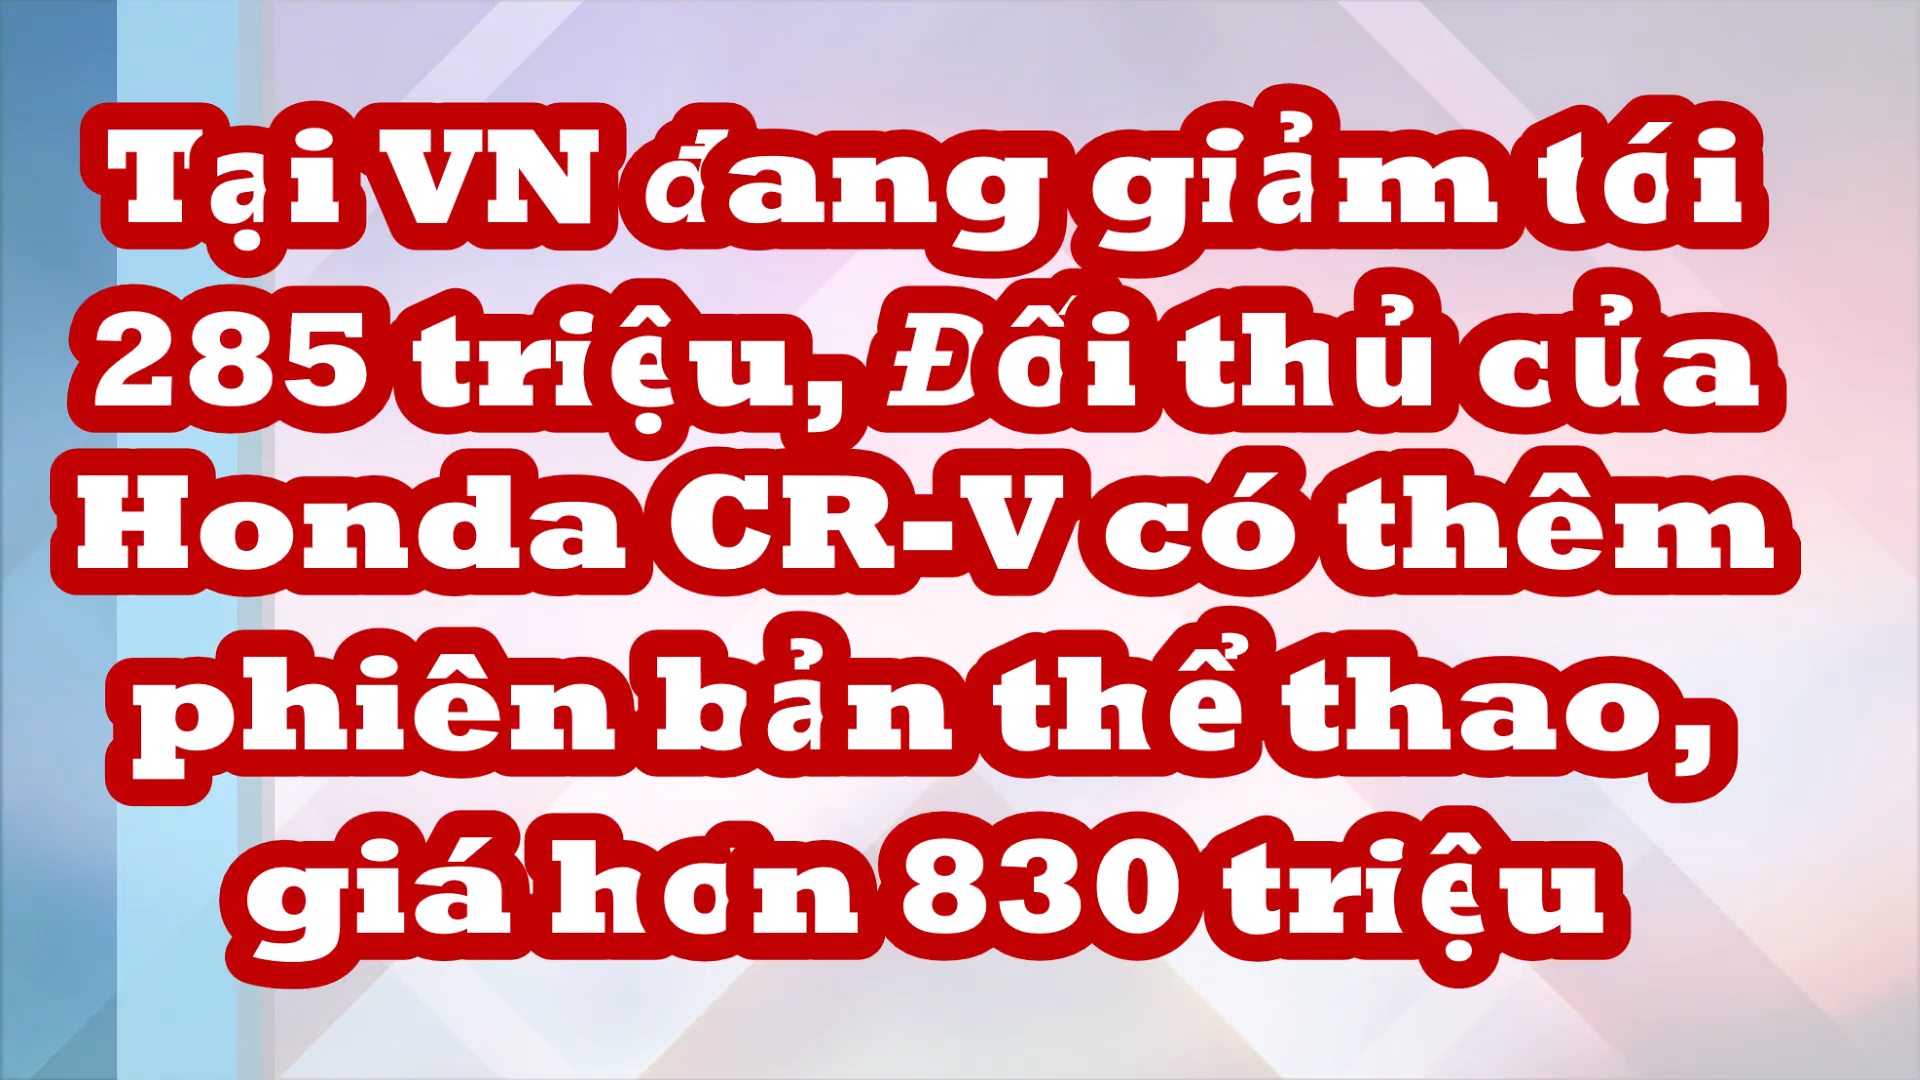 Tại VN đang giảm tới
285 triệu, Đối thủ của
Honda CR-V có thêm
phiên bản thể thao,
giá hơn 830 triệu